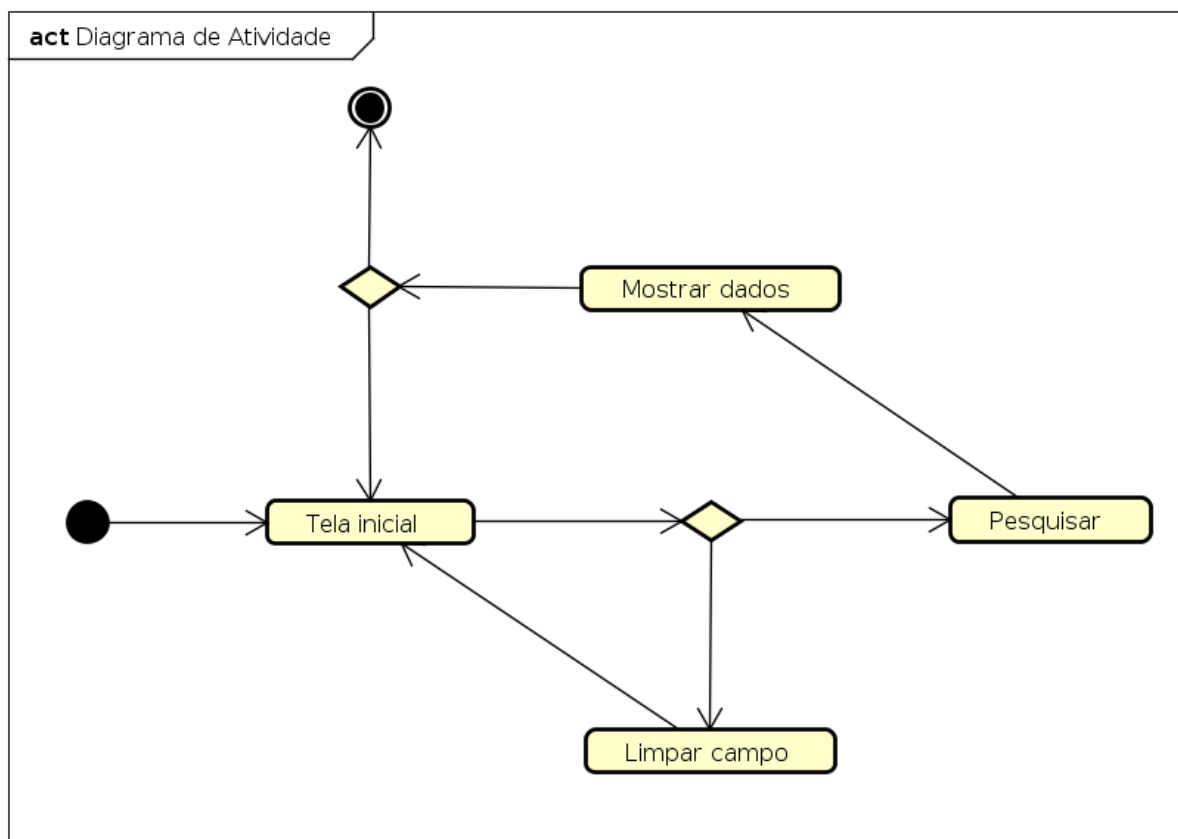 act Diagrama de Atividade
Mostrar dados
Tela inicial
Pesquisar
Limpar campo